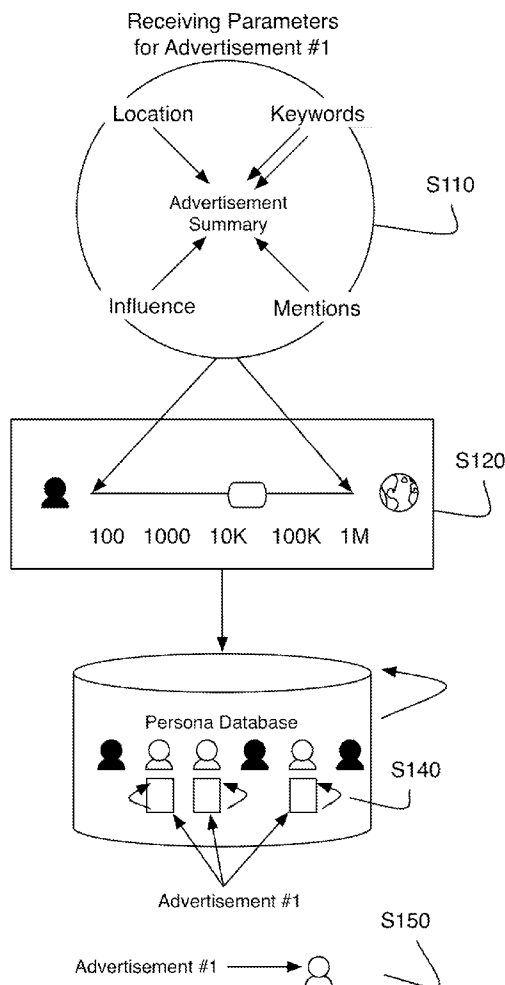 Receiving Parameters
for Advertisement #1
Location
Keywords
Advertisement
Summary
S110
Influence
Mentions
S120
100 1000 10K 100K 1M
Persona Database
S140
Advertisement #1
S150
Advertisement #1